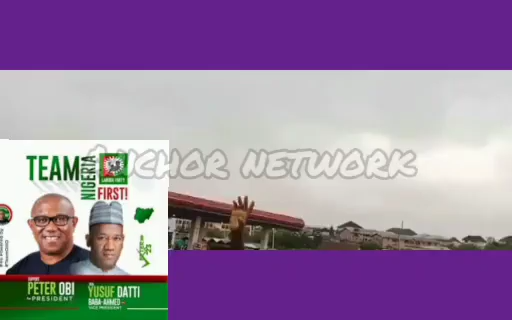 Anchor network
TEAM
NIGERIA
LABOUR PARTY
FIRST!
PETER OBI
PRESIDENT
YUSUF DATTI
BABA-AHMED
VICE PRESIDENT